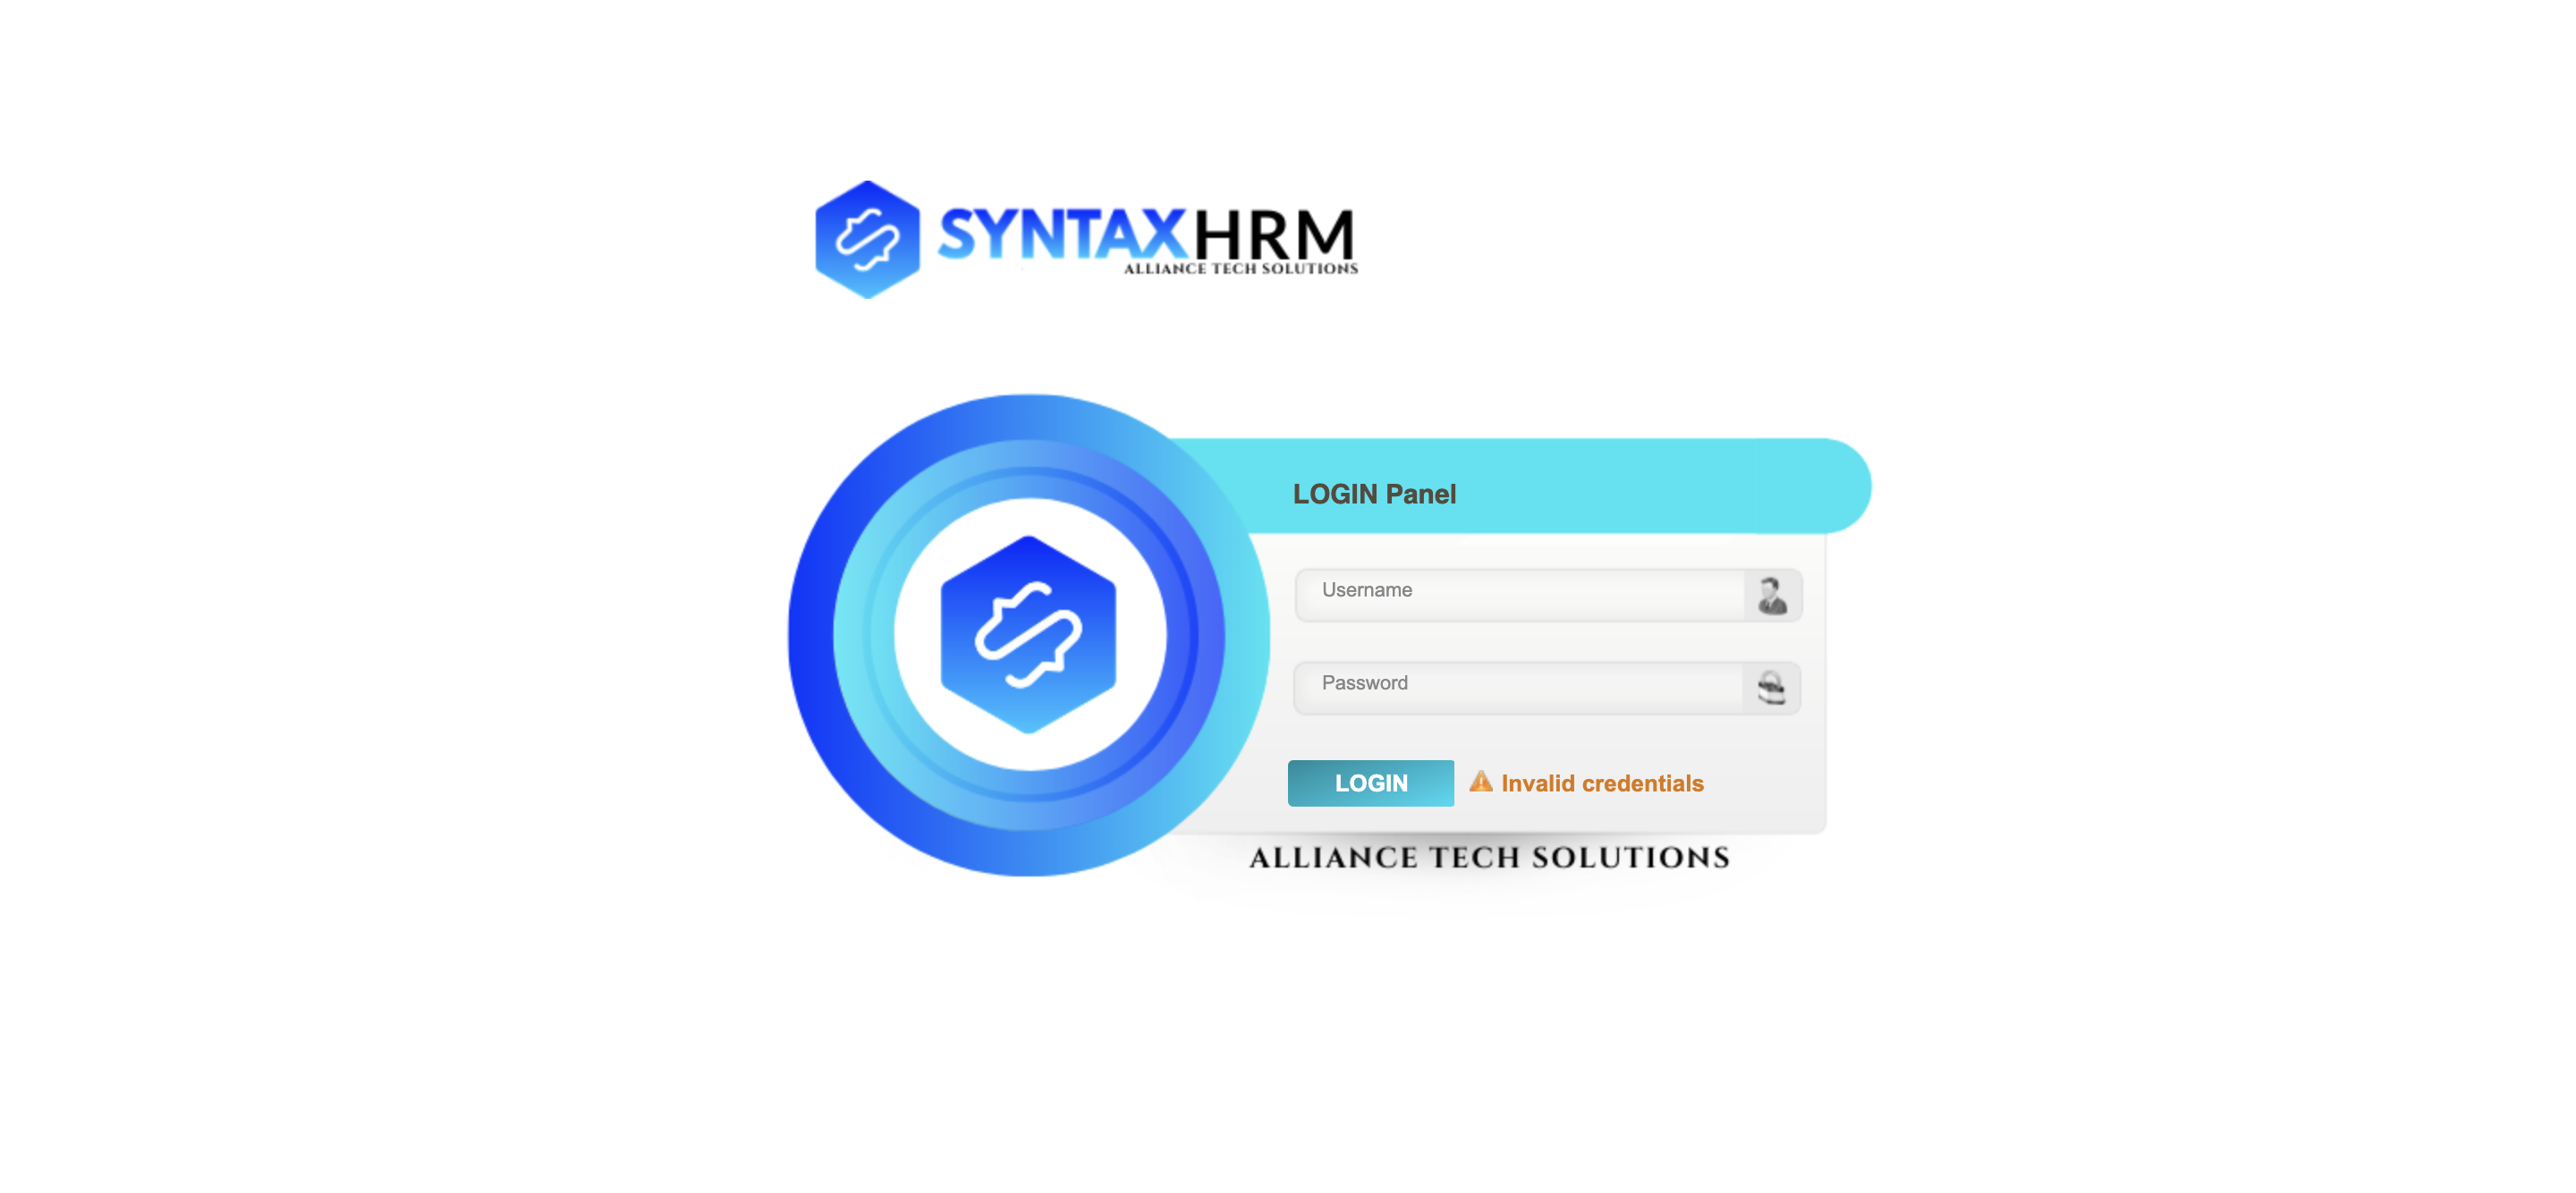 SYNTAXHRM
ALLIANCE TECH SOLUTIONS
LOGIN Panel
Username
Password
LOGIN Invalid credentials
ALLIANCE TECH SOLUTIONS